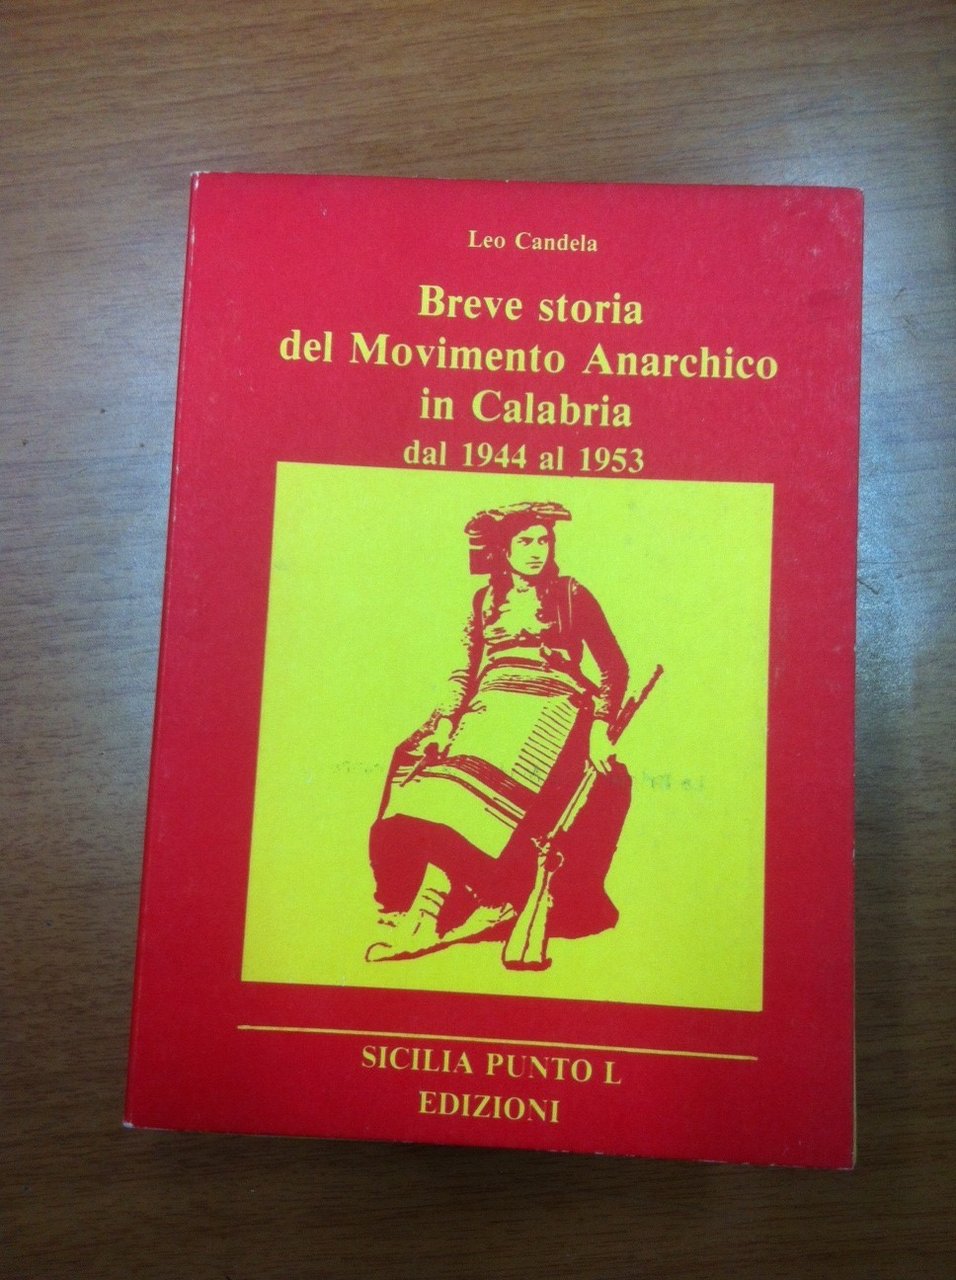 Leo Candela
Breve storia
del Movimento Anarchico
in Calabria
dal 1944 al 1953
SICILIA PUNTO L
EDIZIONI